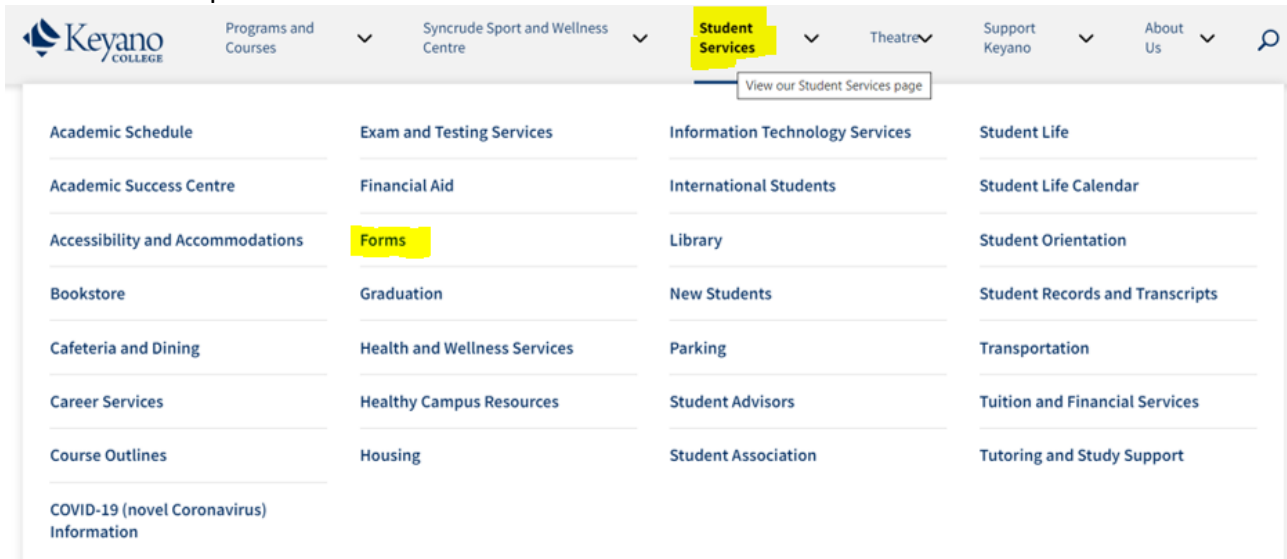 Keyano
COLLEGE
Programs and
Courses
Syncrude Sport and Wellness
Centre
Student
Services
Theatre
Support
Keyano
About
Us
View our Student Services page
Academic Schedule
Academic Success Centre
Accessibility and Accommodations
Bookstore
Cafeteria and Dining
Career Services
Course Outlines
COVID-19 (novel Coronavirus)
Information
Exam and Testing Services
Financial Aid
Forms
Graduation
Health and Wellness Services
Healthy Campus Resources
Housing
Information Technology Services
International Students
Library
New Students
Parking
Student Advisors
Student Association
Student Life
Student Life Calendar
Student Orientation
Student Records and Transcripts
Transportation
Tuition and Financial Services
Tutoring and Study Support